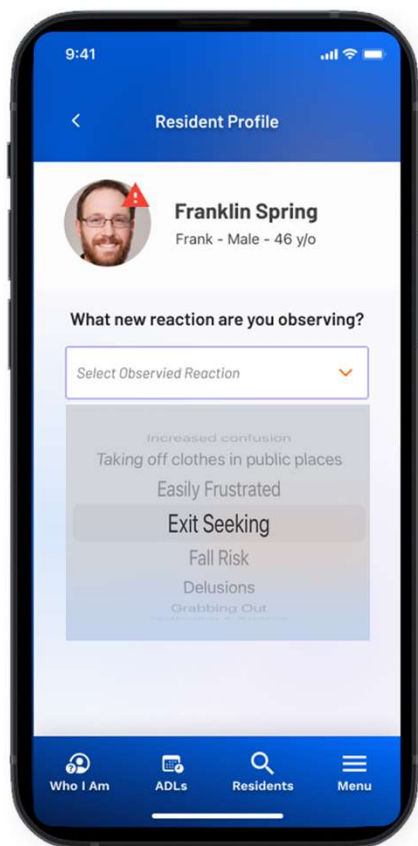 9:41
Resident Profile
Franklin Spring
Frank - Male - 46 y/o
What new reaction are you observing?
Select Observied Reaction
Increased confusion
Taking off clothes in public places
Easily Frustrated
Exit Seeking
Fall Risk
Delusions
Grabbing Out
Who I Am ADLs Residents Menu